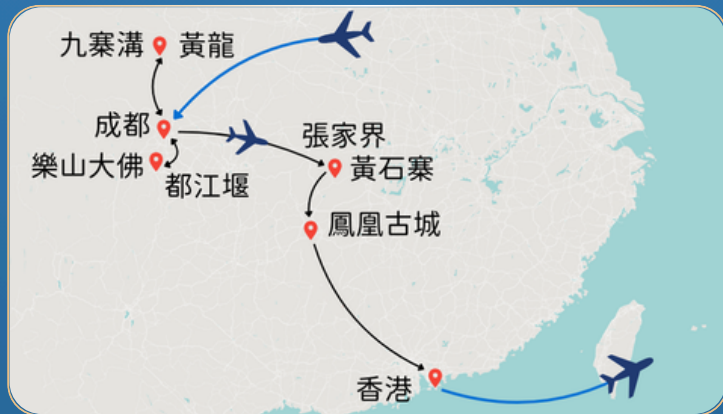 九寨溝 黃龍
成都
樂山大佛
都江堰
張家界
黃石寨
鳳凰古城
香港